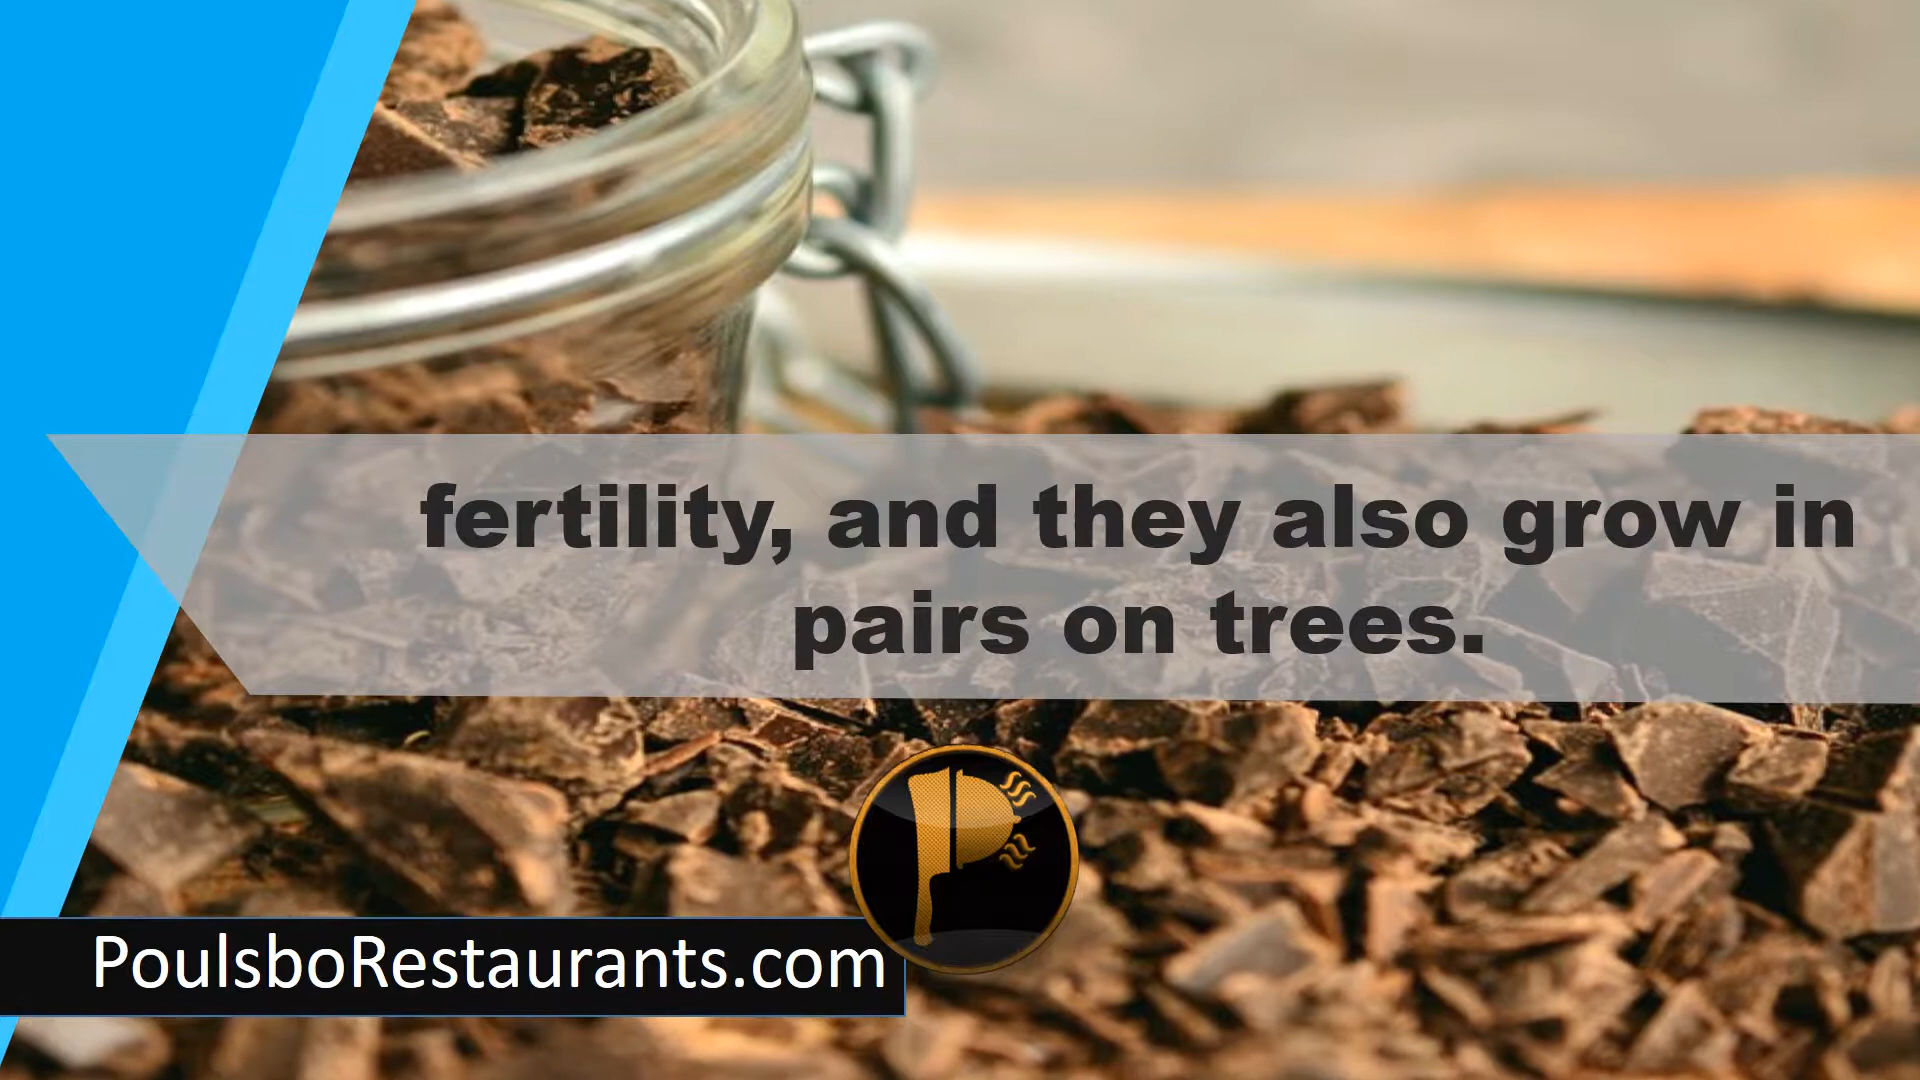 fertility, and they also grow in
pairs on trees.
PoulsboRestaurants.com